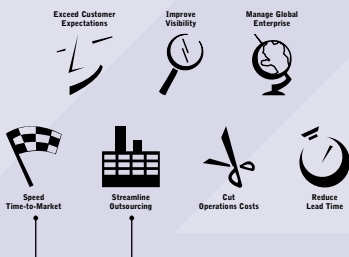 Exceed Customer
Expectations
Improve
Visibility
Manage Global
Enterprise
Speed
Time-to-Market
Streamline
Outsourcing
Cut
Operations Costs
Reduce
Lead Time